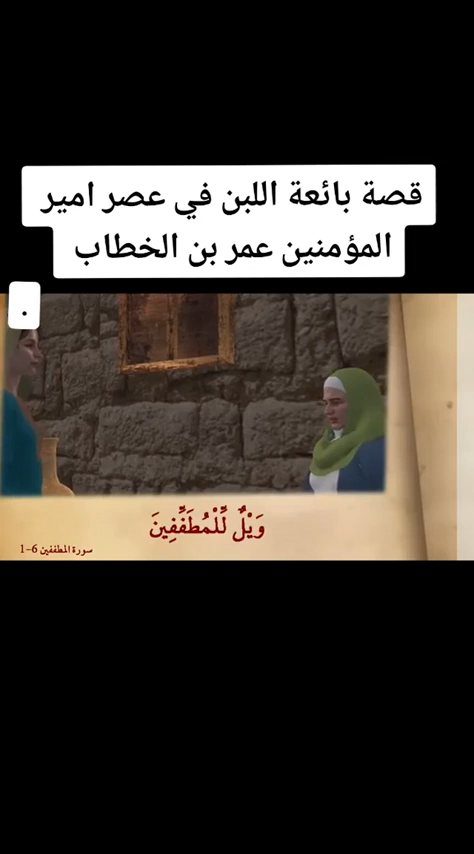 قصة بائعة اللبن في عصر امير
المؤمنين عمر بن الخطاب
.
وَيْلٌ لِّلْمُطَفِّفِينَ
سورة المطففين 6-1